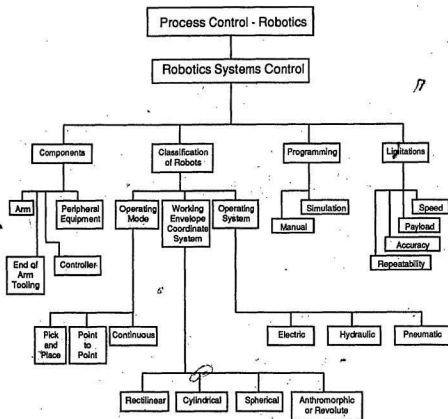 Process Control - Robotics
Robotics Systems Control
Components
Classification
of Robots
Programming
Limitations
Arm
Peripheral
Equipment
End of
Arm
Tooling
Controller
Operating
Mode
Working
Envelope
Coordinate
System
Operating
System
Simulation
Manual
Speed
Payload
Accuracy
Repeatability
Pick
and
Place
Point
to
Point
Continuous
Electric
Hydraulic
Pneumatic
Rectilinear
Cylindrical
Spherical
Anthromorphic
or Revolute